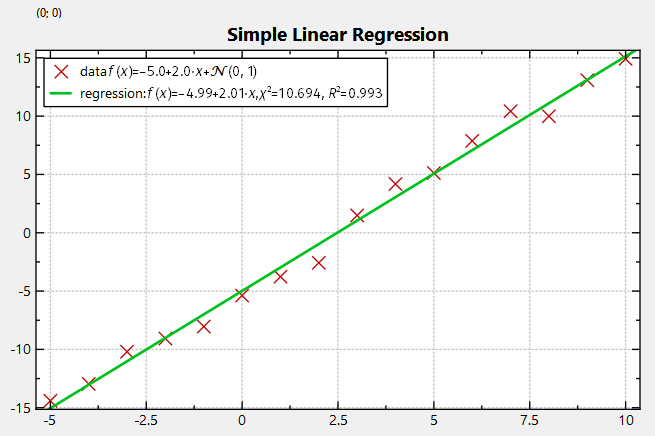 (0; 0)
Simple Linear Regression
data f (x)=−5.0+2.0·x+𝒩 (0, 1)
regression: f (x)=−4.99+2.01·x, χ²=10.694, R²=0.993
15
10
5
0
-5
-10
-15
-5 -2.5 0 2.5 5 7.5 10